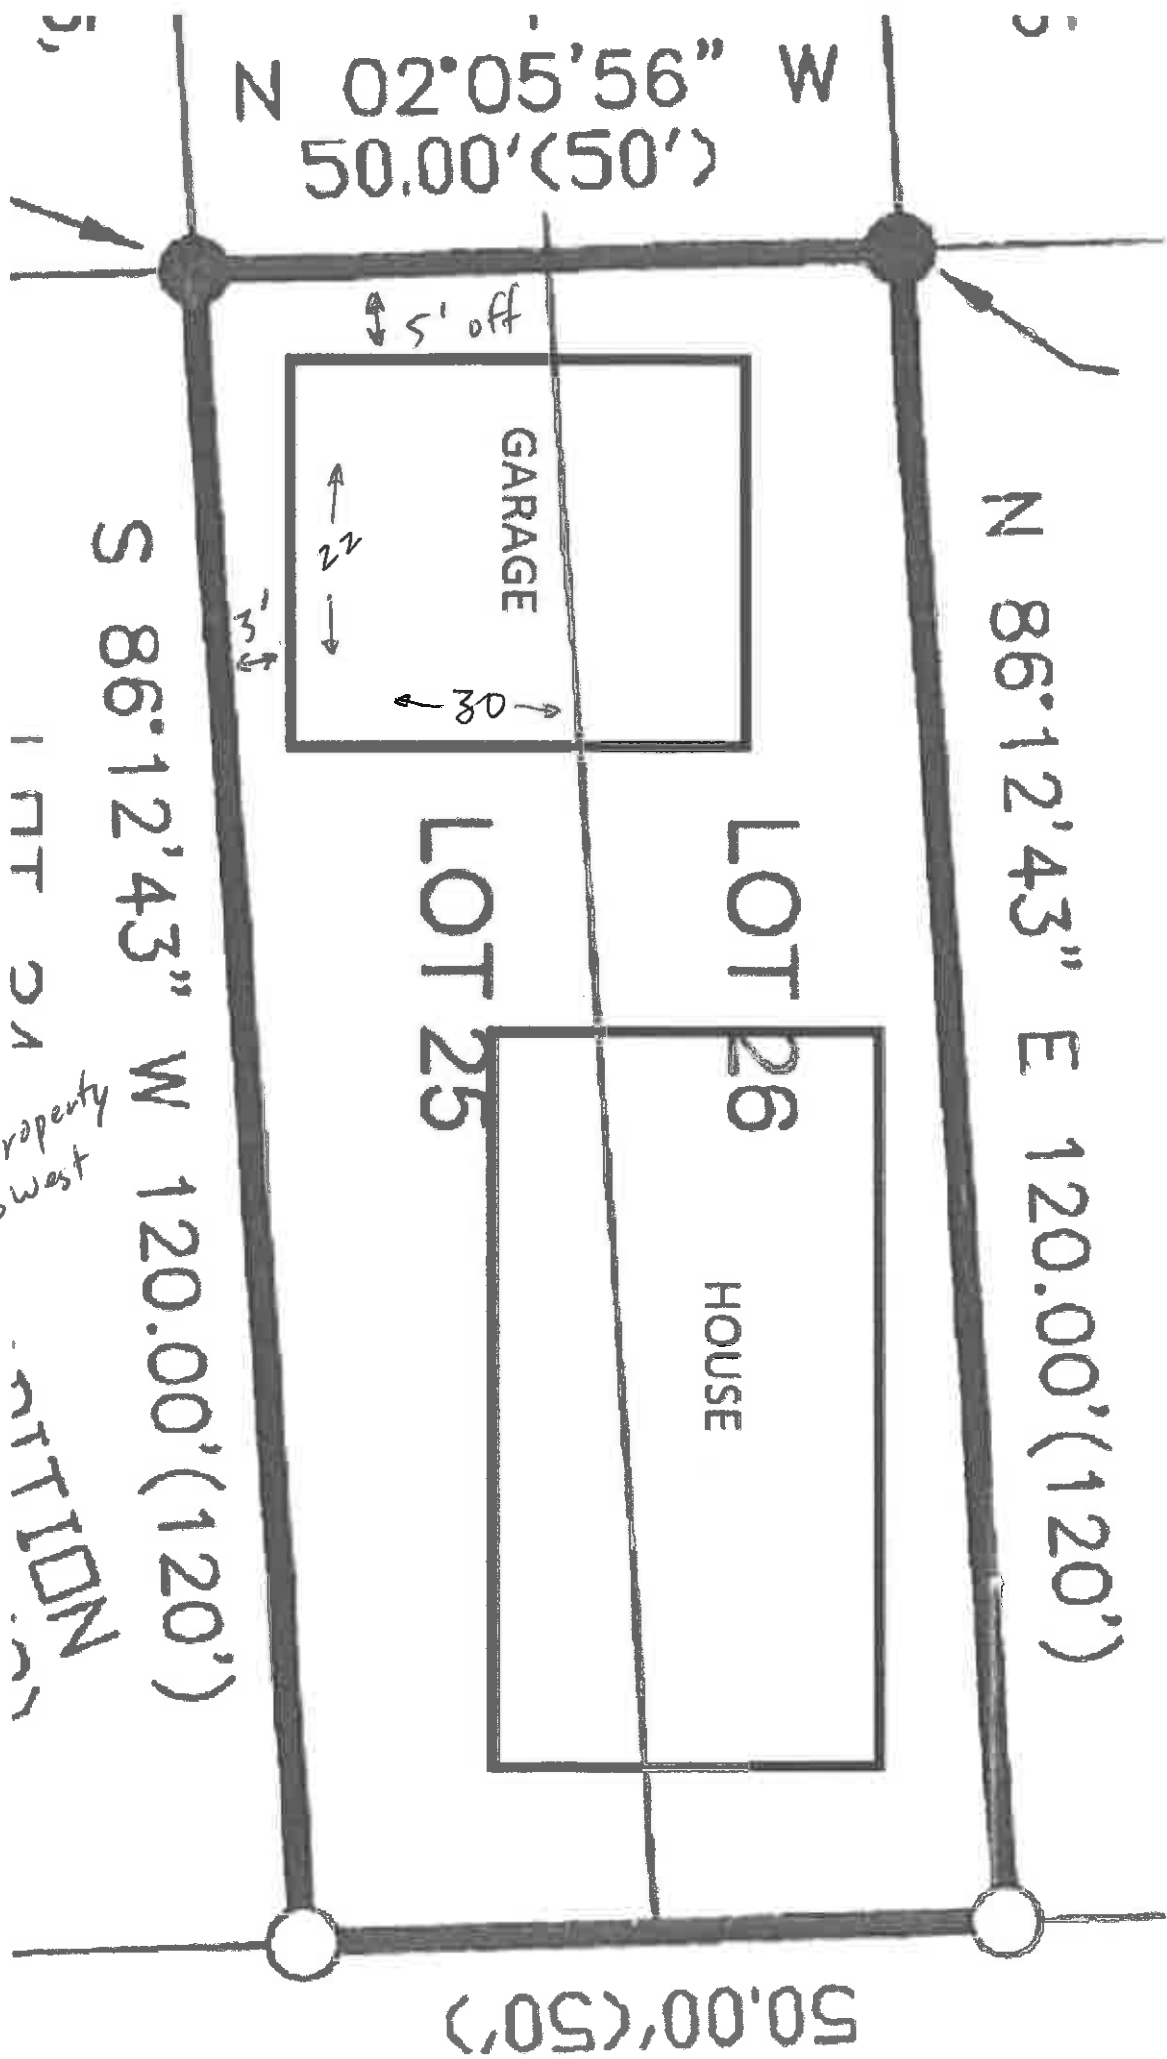 N 02°05'56" W
50.00'(50')
5' off
GARAGE
22
3'
30
N 86°12'43" E 120.00'(120')
S 86°12'43" W 120.00'(120')
LOT 26
LOT 25
HOUSE
50.00'(50')